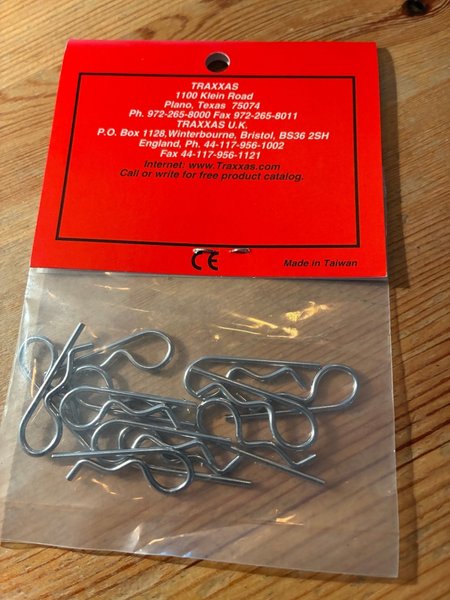 TRAXXAS
1100 Klein Road
Plano, Texas 75074
Ph. 972-265-8000 Fax 972-265-8011
TRAXXAS U.K.
P.O. Box 1128,Winterbourne, Bristol, BS36 2SH
England, Ph. 44-117-956-1002
Fax 44-117-956-1121
Internet: www.Traxxas.com
Call or write for free product catalog.
CE
Made in Taiwan